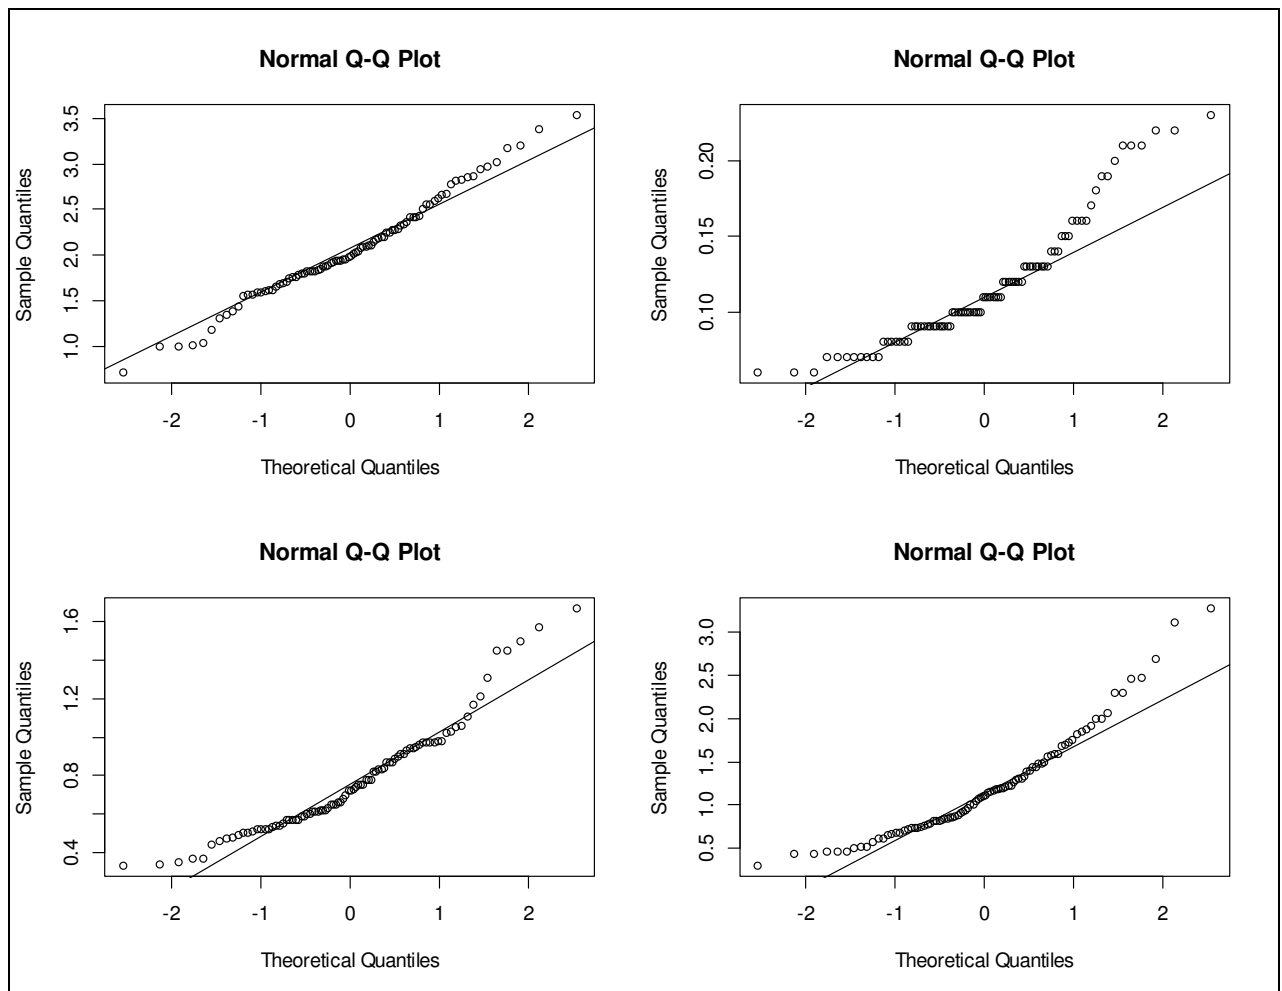 Normal Q-Q Plot
Sample Quantiles
3.5
3.0
2.5
2.0
1.5
1.0
-2 -1 0 1 2
Theoretical Quantiles
Normal Q-Q Plot
Sample Quantiles
0.20
0.15
0.10
-2 -1 0 1 2
Theoretical Quantiles
Normal Q-Q Plot
Sample Quantiles
1.6
1.2
0.8
0.4
-2 -1 0 1 2
Theoretical Quantiles
Normal Q-Q Plot
Sample Quantiles
3.0
2.5
2.0
1.5
1.0
0.5
-2 -1 0 1 2
Theoretical Quantiles